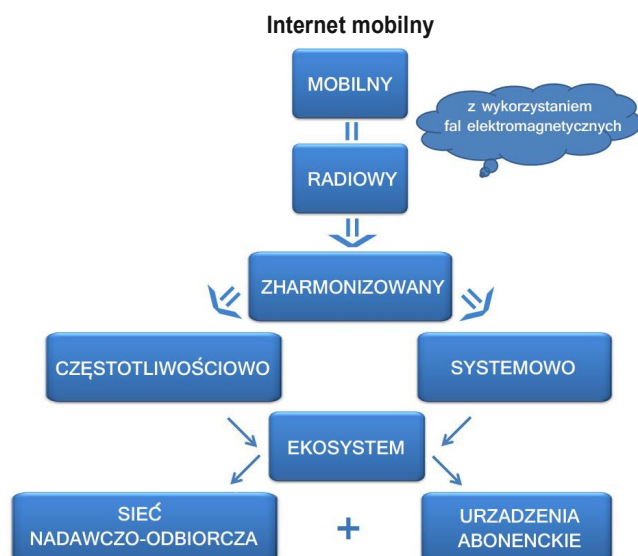 Internet mobilny
MOBILNY
z wykorzystaniem
fal elektromagnetycznych
RADIOWY
ZHARMONIZOWANY
CZĘSTOTLIWOŚCIOWO
SYSTEMOWO
EKOSYSTEM
SIEĆ
NADAWCZO-ODBIORCZA
+
URZADZENIA
ABONENCKIE